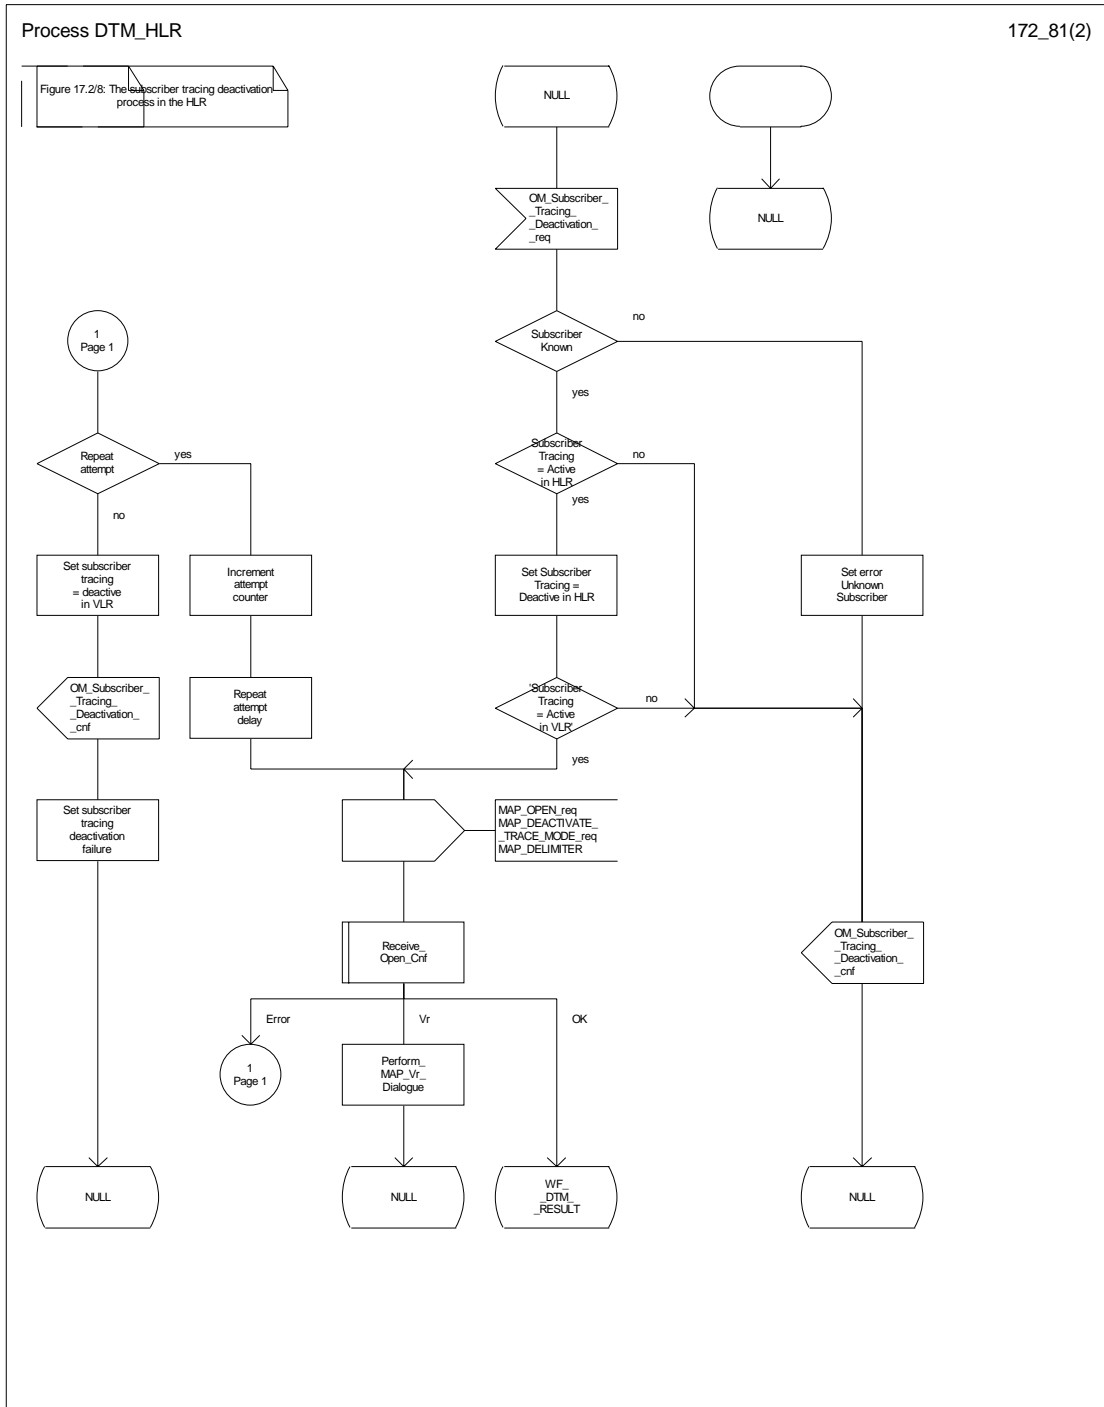 Process DTM_HLR
172_81(2)
Figure 17.2/8: The subscriber tracing deactivation
process in the HLR
NULL
OM_Subscriber_
_Tracing_
_Deactivation_
_req
NULL
1
Page 1
Subscriber
Known
no
yes
Repeat
attempt
yes
no
Subscriber
Tracing
= Active
in HLR
no
yes
Set subscriber
tracing
= deactive
in VLR
Increment
attempt
counter
Set Subscriber
Tracing =
Deactive in HLR
Set error
Unknown
Subscriber
OM_Subscriber_
_Tracing_
_Deactivation_
_cnf
Repeat
attempt
delay
'Subscriber
Tracing
= Active
in VLR'
no
yes
Set subscriber
tracing
deactivation
failure
MAP_OPEN_req
MAP_DEACTIVATE_
_TRACE_MODE_req
MAP_DELIMITER
Receive_
Open_Cnf
OM_Subscriber_
_Tracing_
_Deactivation_
_cnf
Error
Vr
OK
1
Page 1
Perform_
MAP_Vr_
Dialogue
NULL
NULL
WF_
_DTM_
_RESULT
NULL